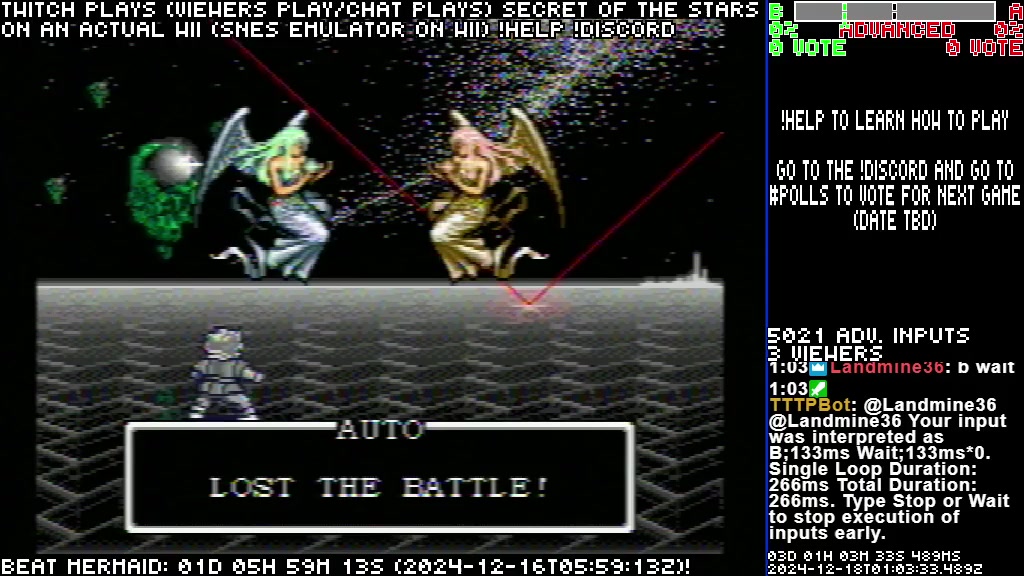 TWITCH PLAYS (VIEWERS PLAY/CHAT PLAYS) SECRET OF THE STARS
ON AN ACTUAL WII (SNES EMULATOR ON WII) !HELP !DISCORD
B A
0% ADVANCED 0%
0 VOTE 0 VOTE
!HELP TO LEARN HOW TO PLAY
GO TO THE !DISCORD AND GO TO
#POLLS TO VOTE FOR NEXT GAME
(DATE TBD)
5021 ADV. INPUTS
3 VIEWERS
1:03 Landmine36: b wait
1:03
TTTPBot: @Landmine36
@Landmine36 Your input
was interpreted as
B;133ms Wait;133ms*0.
Single Loop Duration:
266ms Total Duration:
266ms. Type Stop or Wait
to stop execution of
inputs early.
03D 01H 03M 33S 489MS
2024-12-18T01:03:33.489Z
AUTO
LOST THE BATTLE!
BEAT MERMAID: 01D 05H 59M 13S (2024-12-16T05:59:13Z)!